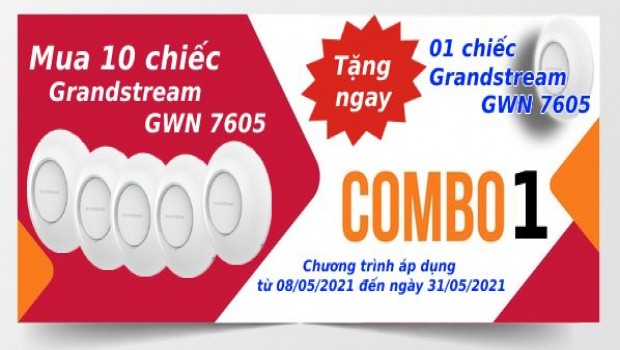 Mua 10 chiếc
Grandstream
GWN 7605
Tặng
ngay
01 chiếc
Grandstream
GWN 7605
COMBO 1
Chương trình áp dụng
từ 08/05/2021 đến ngày 31/05/2021